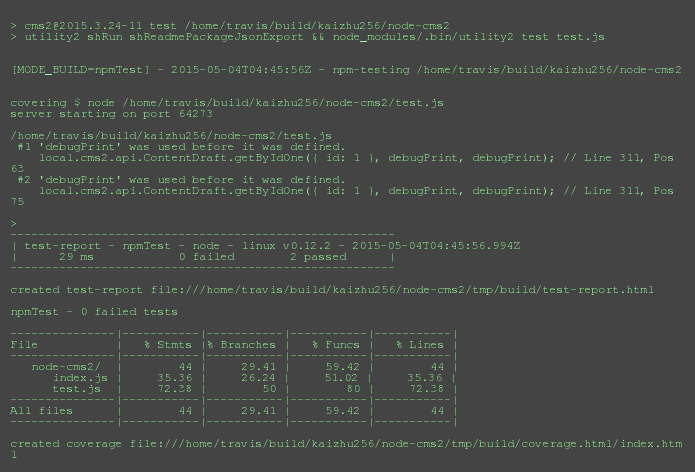 > cms2@2015.3.24-11 test /home/travis/build/kaizhu256/node-cms2
> utility2 shRun shReadmePackageJsonExport && node_modules/.bin/utility2 test test.js
[MODE_BUILD=npmTest] - 2015-05-04T04:45:56Z - npm-testing /home/travis/build/kaizhu256/node-cms2
covering $ node /home/travis/build/kaizhu256/node-cms2/test.js
server starting on port 64273
/home/travis/build/kaizhu256/node-cms2/test.js
 #1 'debugPrint' was used before it was defined.
    local.cms2.api.ContentDraft.getByIdOne({ id: 1 }, debugPrint, debugPrint); // Line 311, Pos
63
 #2 'debugPrint' was used before it was defined.
    local.cms2.api.ContentDraft.getByIdOne({ id: 1 }, debugPrint, debugPrint); // Line 311, Pos
75
>
-------------------------------------------------------
| test-report - npmTest - node - linux v0.12.2 - 2015-05-04T04:45:56.994Z
|      29 ms            0 failed        2 passed      |
-------------------------------------------------------
created test-report file:///home/travis/build/kaizhu256/node-cms2/tmp/build/test-report.html
npmTest - 0 failed tests
---------------|-----------|-----------|-----------|-----------|
File           |   % Stmts |% Branches |   % Funcs |   % Lines |
---------------|-----------|-----------|-----------|-----------|
   node-cms2/  |        44 |     29.41 |     59.42 |        44 |
      index.js |     35.36 |     26.24 |     51.02 |     35.36 |
      test.js  |     72.38 |        50 |        80 |     72.38 |
---------------|-----------|-----------|-----------|-----------|
All files      |        44 |     29.41 |     59.42 |        44 |
---------------|-----------|-----------|-----------|-----------|
created coverage file:///home/travis/build/kaizhu256/node-cms2/tmp/build/coverage.html/index.htm
l